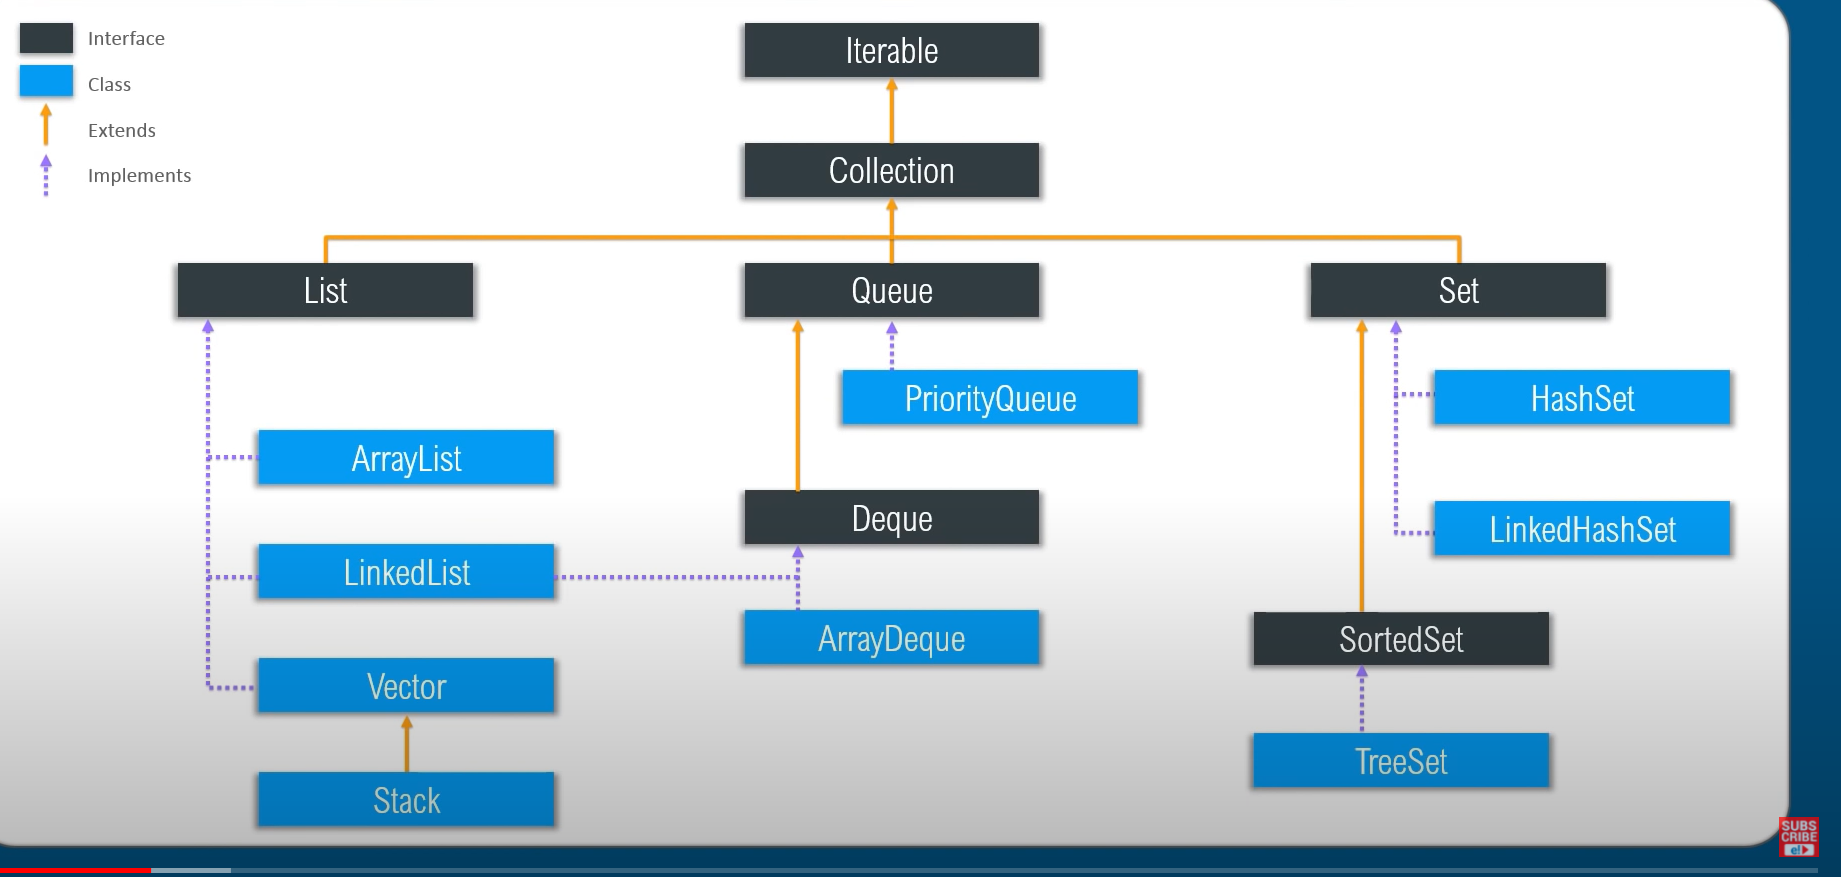 Interface
Class
Extends
Implements
Iterable
Collection
List
Queue
Set
PriorityQueue
HashSet
ArrayList
Deque
LinkedHashSet
LinkedList
ArrayDeque
SortedSet
Vector
TreeSet
Stack
SUBS
CRIBE
e!